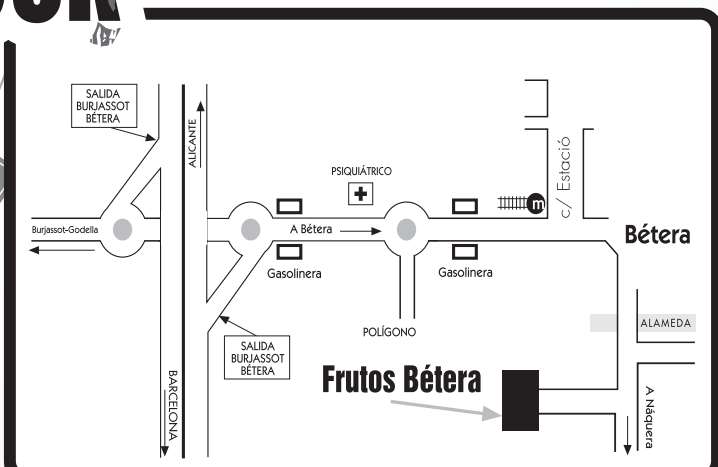 SALIDA
BURJASSOT
BÉTERA
ALICANTE
PSIQUIÁTRICO
c/ Estació
m
Burjassot-Godella
A Bétera
Bétera
Gasolinera
Gasolinera
POLÍGONO
ALAMEDA
SALIDA
BURJASSOT
BÉTERA
Frutos Bétera
BARCELONA
A Náquera